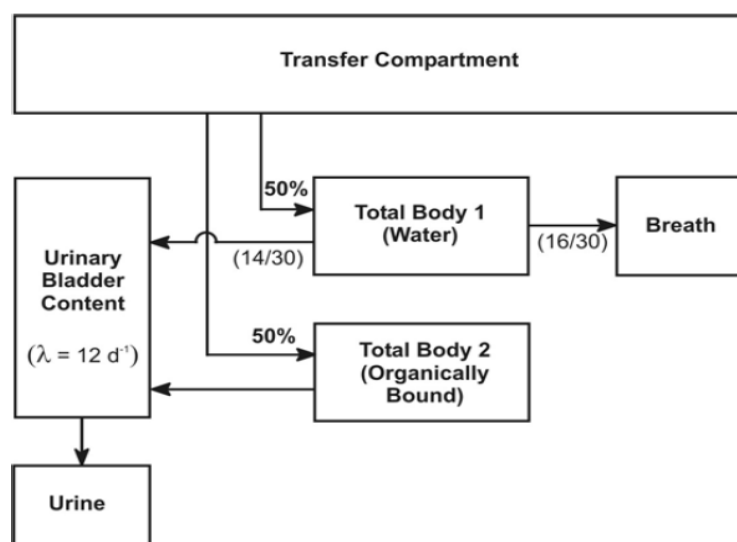 Transfer Compartment
50%
Total Body 1
(Water)
Breath
(14/30)
(16/30)
Urinary
Bladder
Content
(λ = 12 d⁻¹)
50%
Total Body 2
(Organically
Bound)
Urine